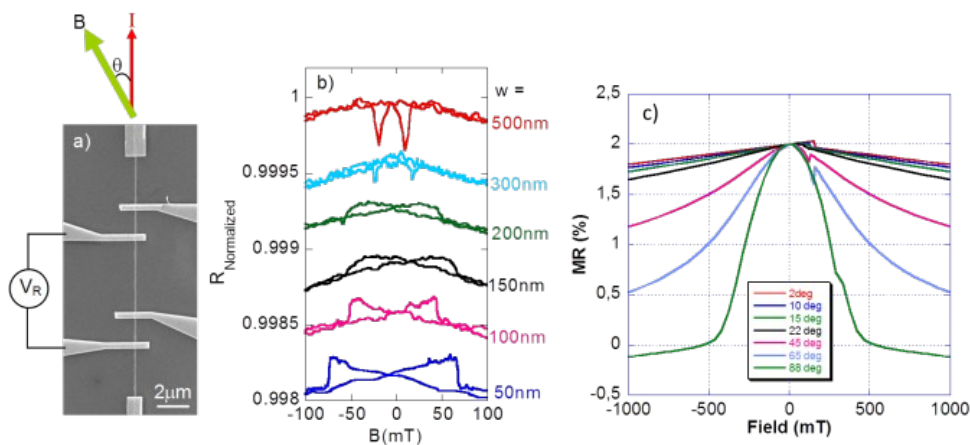 B
I
θ
a)
V_R
2μm
b)
w =
R_Normalized
1
0.9995
0.999
0.9985
0.998
500nm
300nm
200nm
150nm
100nm
50nm
-100
-50
0
50
100
B(mT)
c)
MR (%)
2,5
2
1,5
1
0,5
0
-0,5
2deg
10 deg
15 deg
22 deg
45 deg
65 deg
88 deg
-1000
-500
0
500
1000
Field (mT)